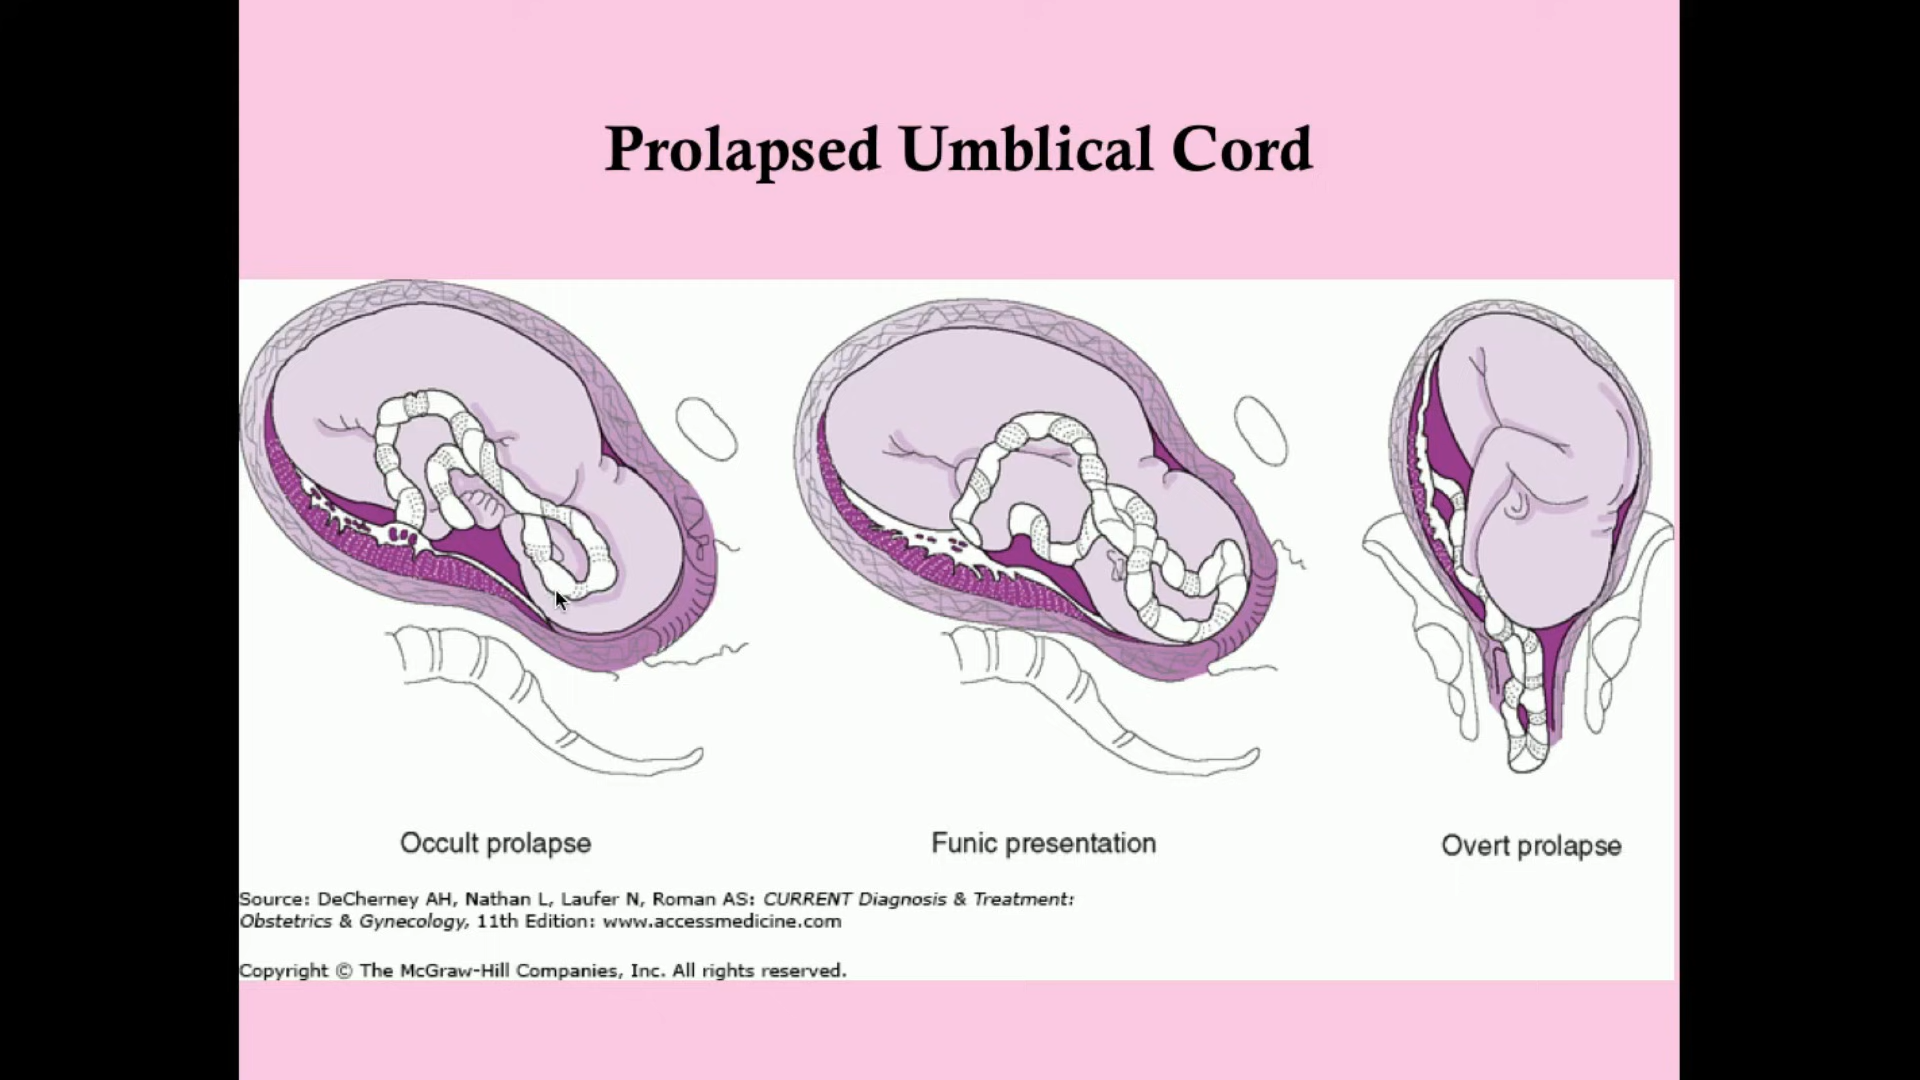 Prolapsed Umblical Cord
Occult prolapse
Funic presentation
Overt prolapse
Source: DeCherney AH, Nathan L, Laufer N, Roman AS: CURRENT Diagnosis & Treatment:
Obstetrics & Gynecology, 11th Edition: www.accessmedicine.com
Copyright © The McGraw-Hill Companies, Inc. All rights reserved.